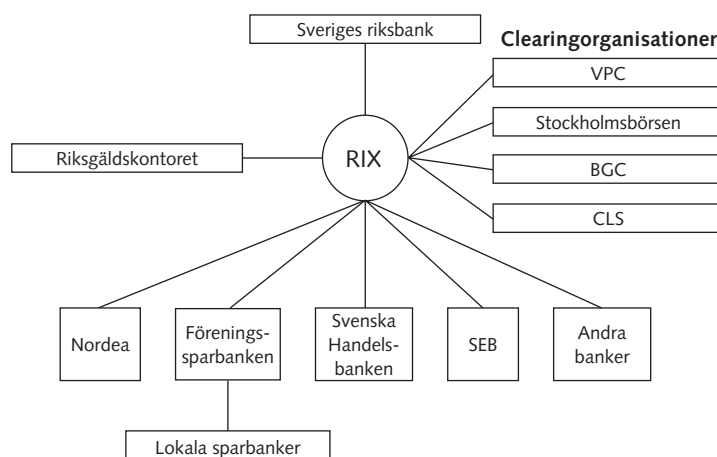 Sveriges riksbank
Clearingorganisationer
VPC
Stockholmsbörsen
BGC
CLS
Riksgäldskontoret
RIX
Nordea
Förenings-
sparbanken
Svenska
Handels-
banken
SEB
Andra
banker
Lokala sparbanker